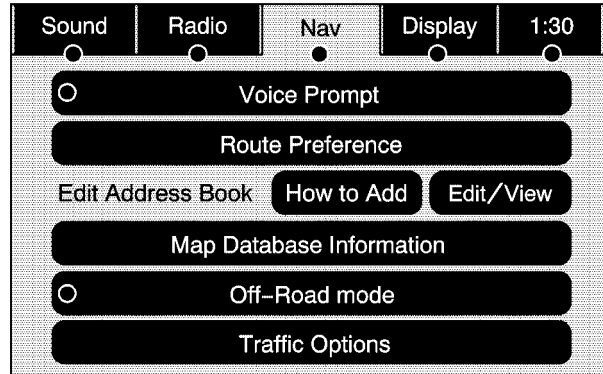 Sound Radio Nav Display 1:30
Voice Prompt
Route Preference
Edit Address Book How to Add Edit/View
Map Database Information
Off-Road mode
Traffic Options